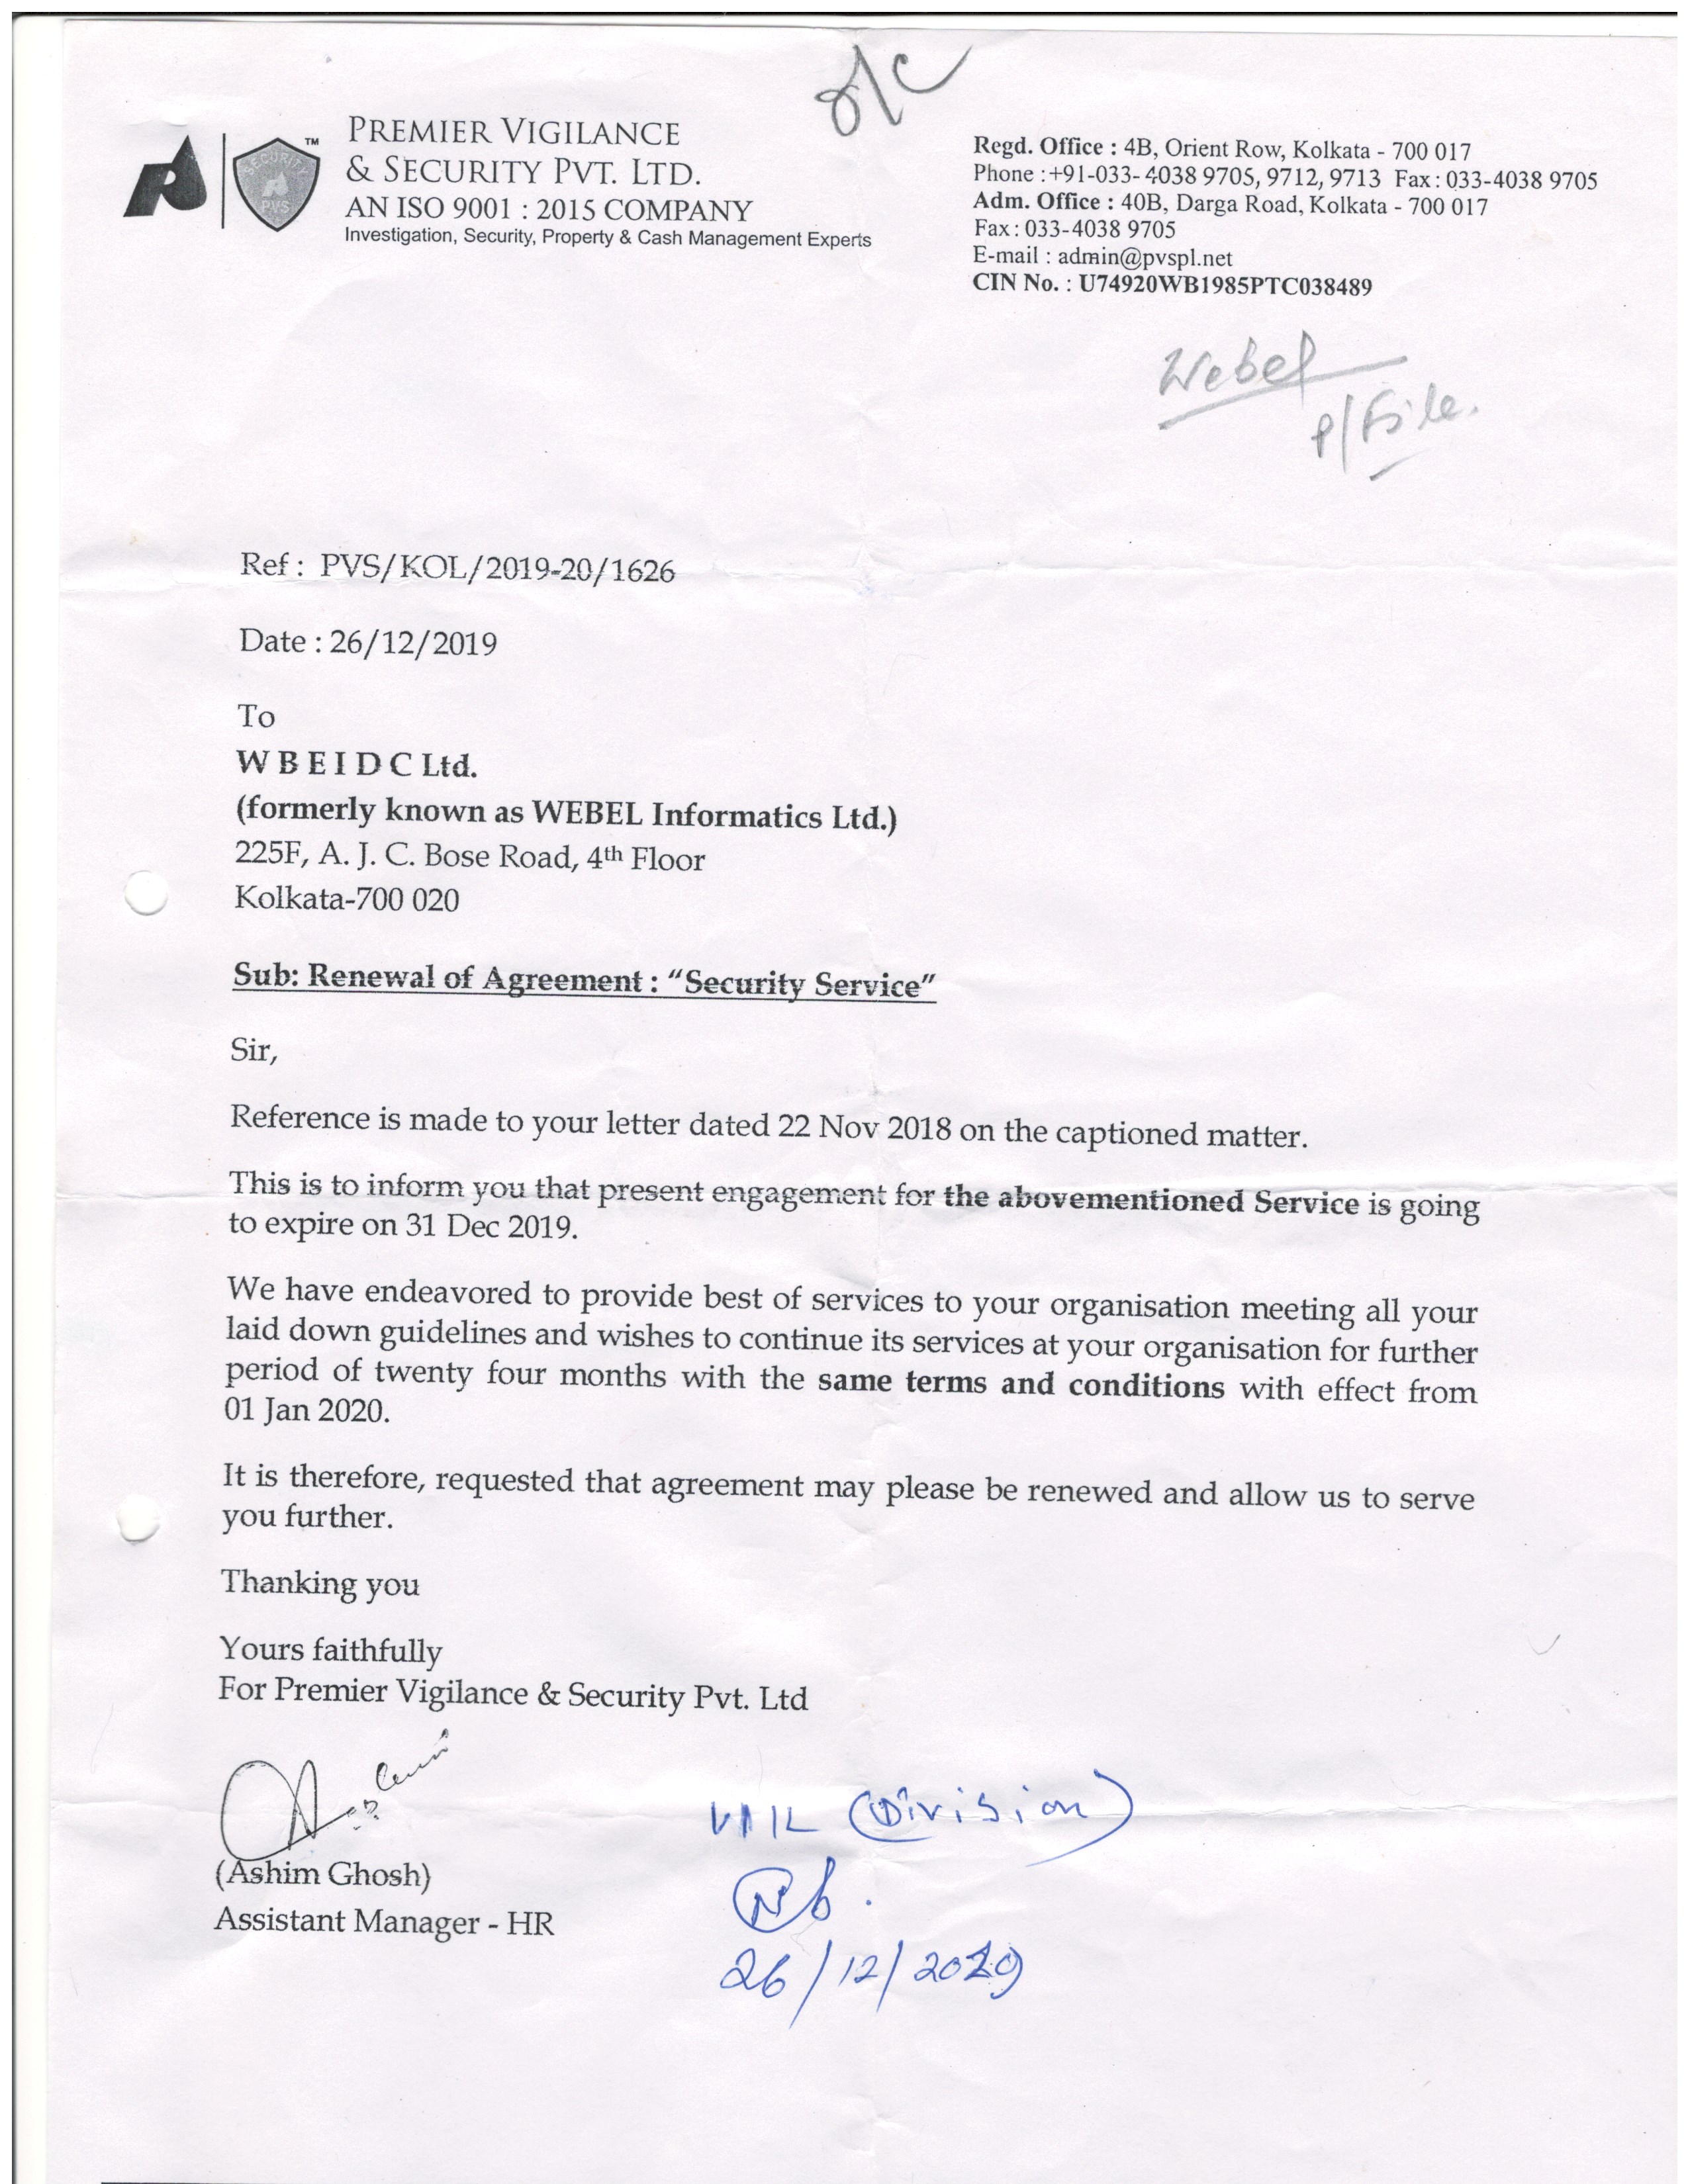 O/C
PREMIER VIGILANCE
& SECURITY PVT. LTD.
AN ISO 9001 : 2015 COMPANY
Investigation, Security, Property & Cash Management Experts
SECURITY
PVS
TM
Regd. Office : 4B, Orient Row, Kolkata - 700 017
Phone :+91-033- 4038 9705, 9712, 9713 Fax : 033-4038 9705
Adm. Office : 40B, Darga Road, Kolkata - 700 017
Fax : 033-4038 9705
E-mail : admin@pvspl.net
CIN No. : U74920WB1985PTC038489
Webel
P/File.
Ref : PVS/KOL/2019-20/1626
Date : 26/12/2019
To
W B E I D C Ltd.
(formerly known as WEBEL Informatics Ltd.)
225F, A. J. C. Bose Road, 4th Floor
Kolkata-700 020
Sub: Renewal of Agreement : “Security Service”
Sir,
Reference is made to your letter dated 22 Nov 2018 on the captioned matter.
This is to inform you that present engagement for the abovementioned Service is going
to expire on 31 Dec 2019.
We have endeavored to provide best of services to your organisation meeting all your
laid down guidelines and wishes to continue its services at your organisation for further
period of twenty four months with the same terms and conditions with effect from
01 Jan 2020.
It is therefore, requested that agreement may please be renewed and allow us to serve
you further.
Thanking you
Yours faithfully
For Premier Vigilance & Security Pvt. Ltd
(Ashim Ghosh)
Assistant Manager - HR
(Division)
26/12/2019